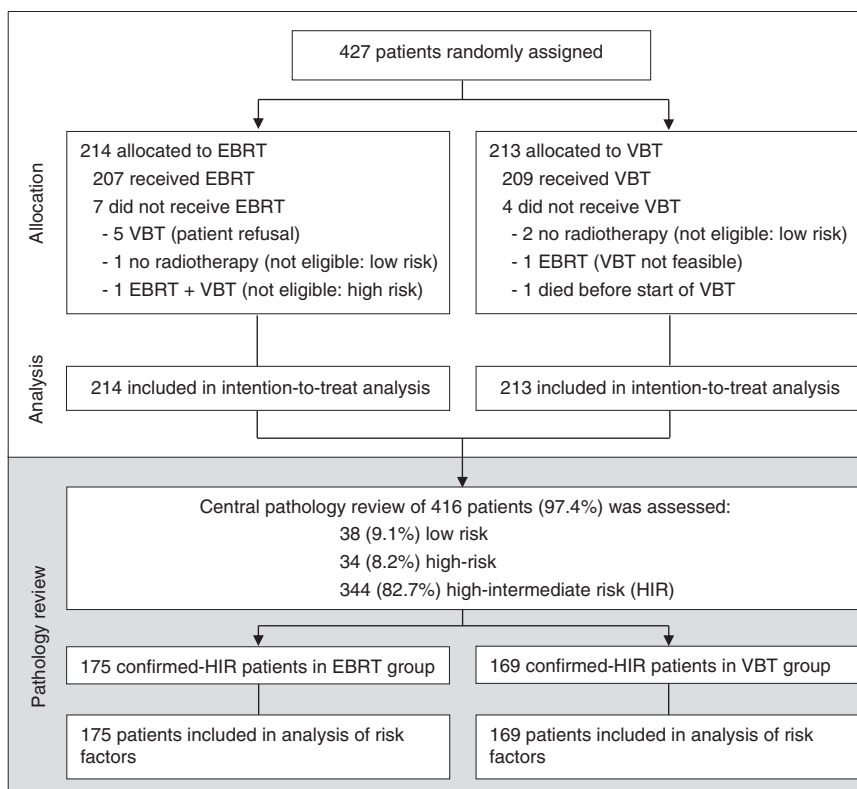 427 patients randomly assigned
Allocation
214 allocated to EBRT
207 received EBRT
7 did not receive EBRT
- 5 VBT (patient refusal)
- 1 no radiotherapy (not eligible: low risk)
- 1 EBRT + VBT (not eligible: high risk)
213 allocated to VBT
209 received VBT
4 did not receive VBT
- 2 no radiotherapy (not eligible: low risk)
- 1 EBRT (VBT not feasible)
- 1 died before start of VBT
Analysis
214 included in intention-to-treat analysis
213 included in intention-to-treat analysis
Pathology review
Central pathology review of 416 patients (97.4%) was assessed:
38 (9.1%) low risk
34 (8.2%) high-risk
344 (82.7%) high-intermediate risk (HIR)
175 confirmed-HIR patients in EBRT group
169 confirmed-HIR patients in VBT group
175 patients included in analysis of risk
factors
169 patients included in analysis of risk
factors